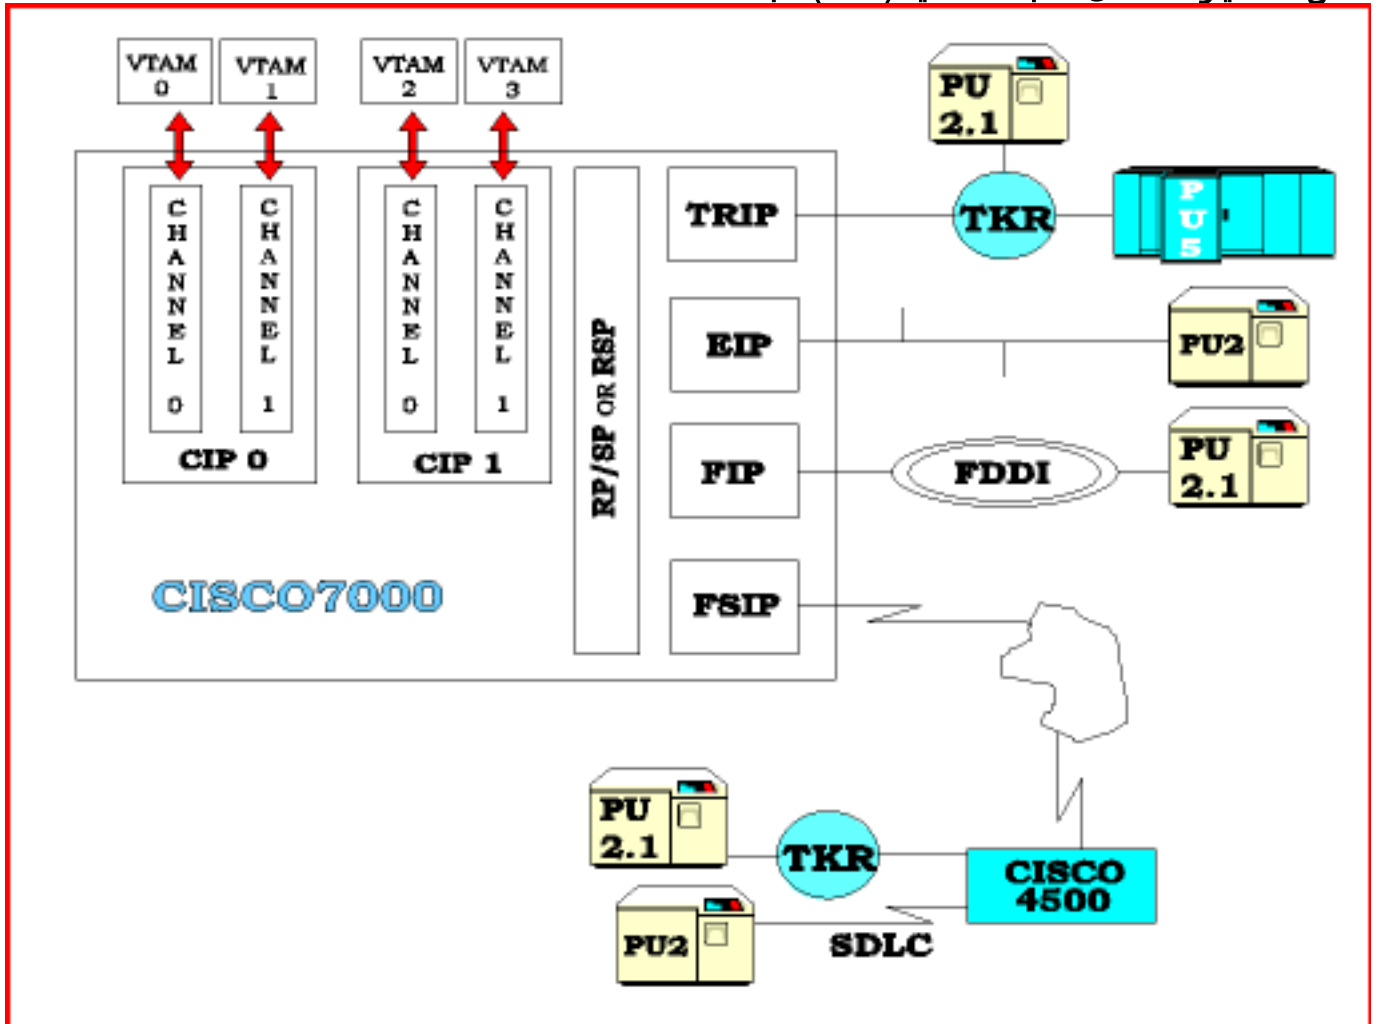 VTAM
0
VTAM
1
VTAM
2
VTAM
3
CHANNEL 0
CHANNEL 1
CIP 0
CHANNEL 0
CHANNEL 1
CIP 1
RP/SP OR RSP
TRIP
EIP
FIP
FSIP
CISCO7000
PU
2.1
TKR
PU5
PU2
FDDI
PU
2.1
PU
2.1
TKR
CISCO
4500
PU2
SDLC